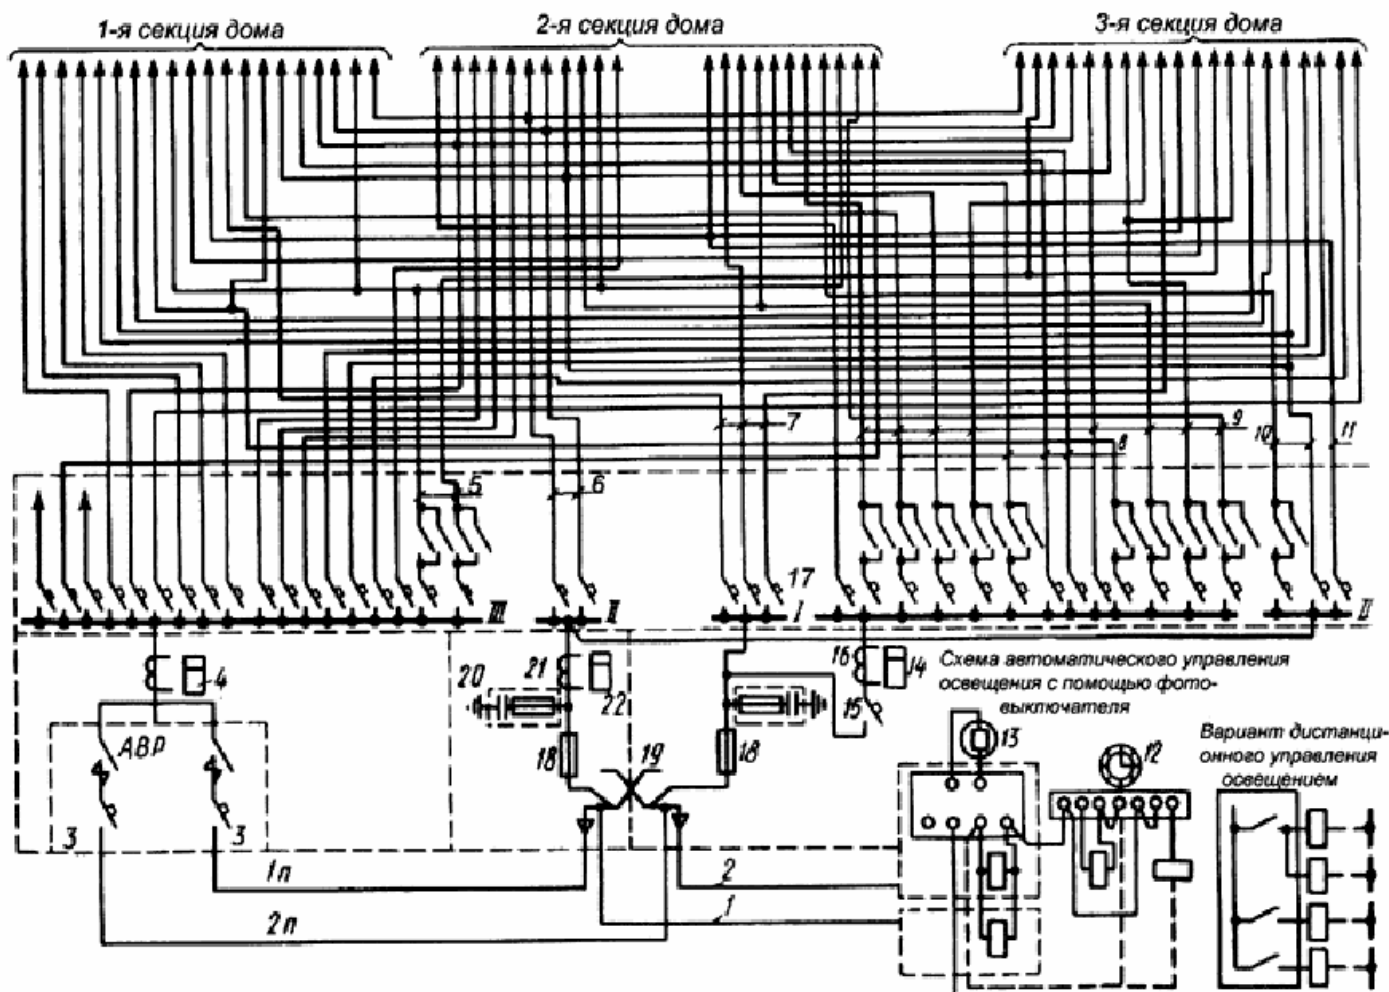 1-я секция дома
2-я секция дома
3-я секция дома
5
6
7
8
9
10
11
17
III
II
I
II
4
20
21
22
16
14
15
Схема автоматического управления
освещения с помощью фото-
выключателя
АВР
18
19
18
13
12
Вариант дистанци-
онного управления
освещением
3
3
1п
2
1
2п